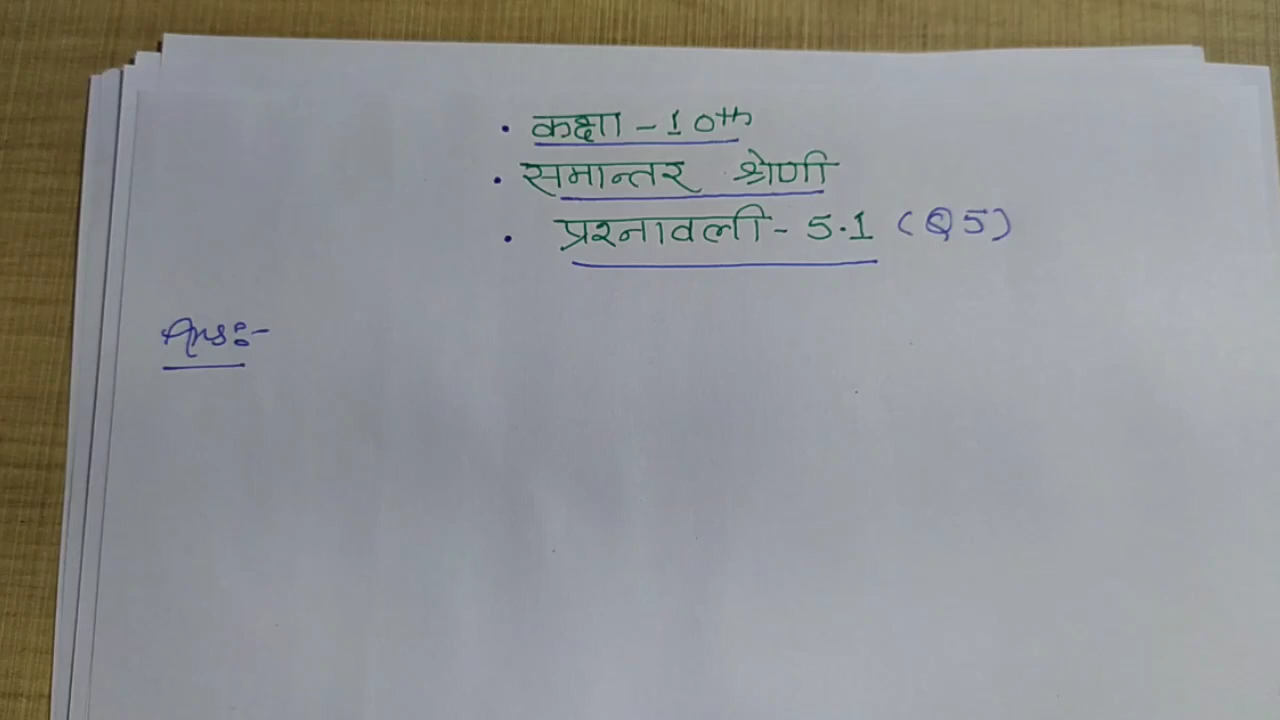 • कक्षा - 10th
• समान्तर श्रेणी
• प्रश्नावली - 5.1 (Q5)
Ans:-